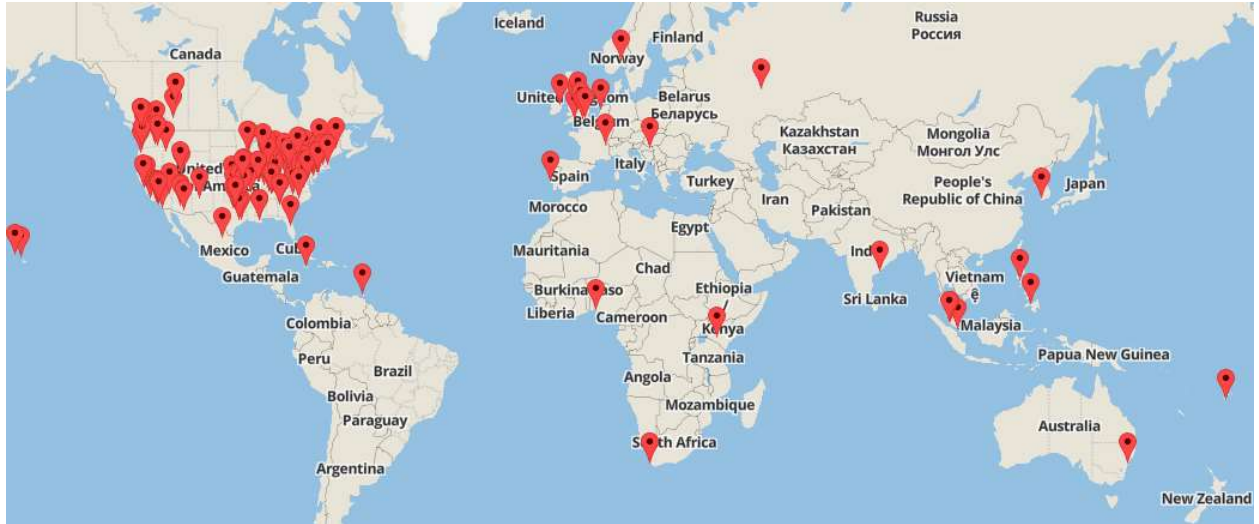 Iceland
Russia
Россия
Finland
Norway
Canada
United Kingdom
Belarus
Беларусь
Belgium
Kazakhstan
Казахстан
Mongolia
Монгол Улс
Italy
United
America
Spain
Turkey
People's
Republic of China
Japan
Iran
Morocco
Pakistan
Egypt
Mexico
Cuba
Mauritania
India
Guatemala
Chad
Vietnam
Burkina Faso
Ethiopia
Sri Lanka
ệ
Liberia
Cameroon
Colombia
Kenya
Malaysia
Peru
Tanzania
Papua New Guinea
Brazil
Angola
Bolivia
Mozambique
Paraguay
Australia
South Africa
Argentina
New Zealand